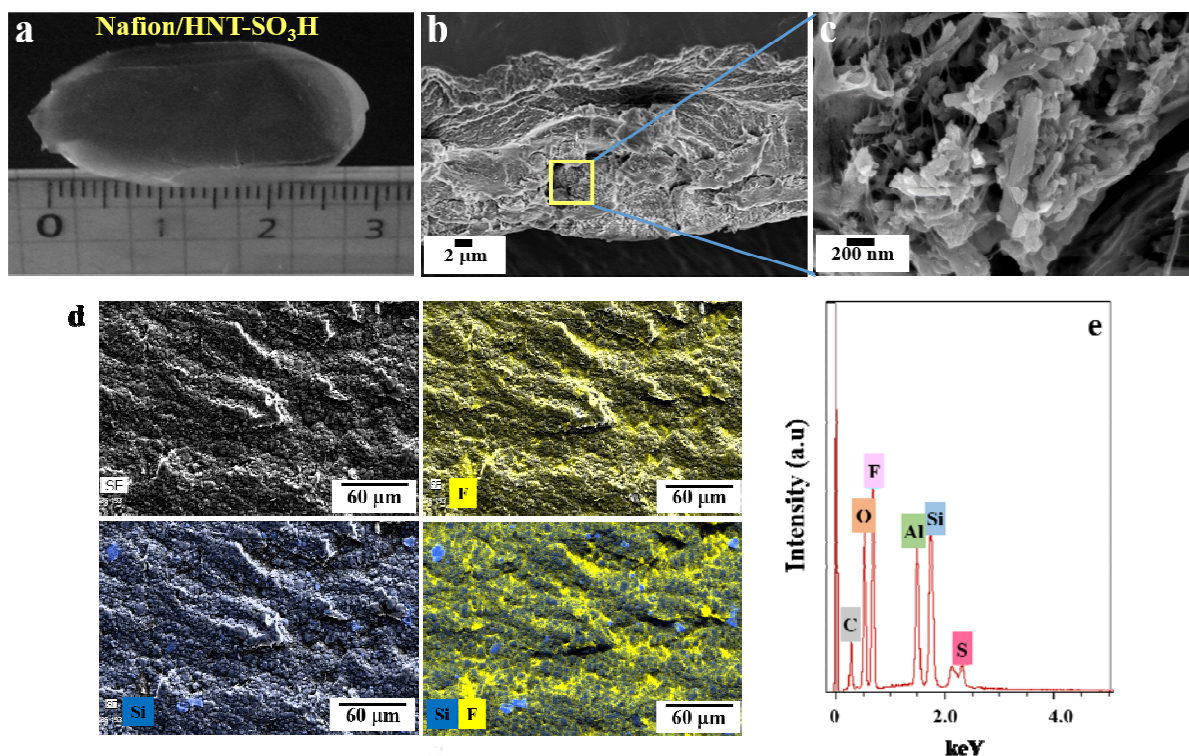 a
Nafion/HNT-SO₃H
0 1 2 3
b
2 μm
c
200 nm
d
SE
60 μm
F
60 μm
Si
60 μm
Si F
60 μm
e
Intensity (a.u)
C
O
F
Al
Si
S
0 2.0 4.0
keV